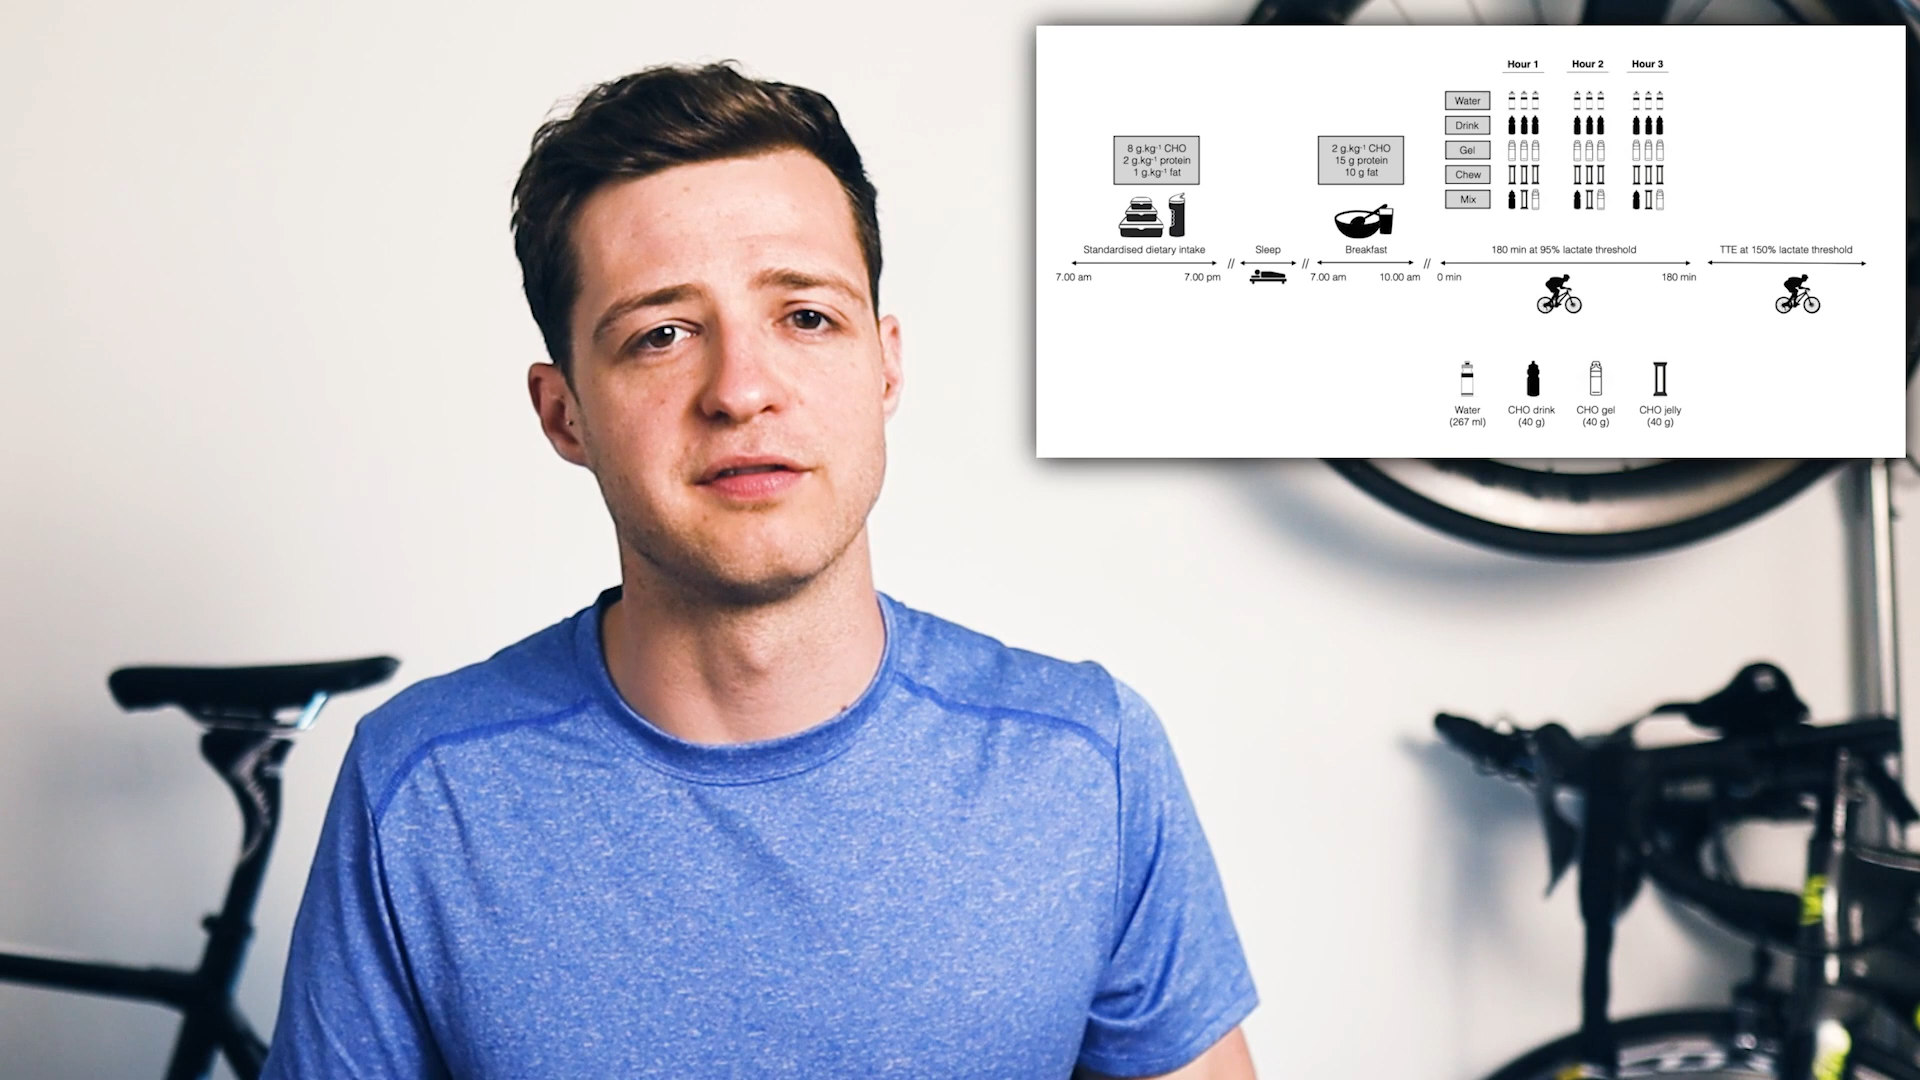 Hour 1 Hour 2 Hour 3
Water
Drink
Gel
Chew
Mix
8 g.kg⁻¹ CHO
2 g.kg⁻¹ protein
1 g.kg⁻¹ fat
2 g.kg⁻¹ CHO
15 g protein
10 g fat
Standardised dietary intake // Sleep // Breakfast // 180 min at 95% lactate threshold TTE at 150% lactate threshold
7.00 am 7.00 pm 7.00 am 10.00 am 0 min 180 min
Water
(267 ml)
CHO drink
(40 g)
CHO gel
(40 g)
CHO jelly
(40 g)